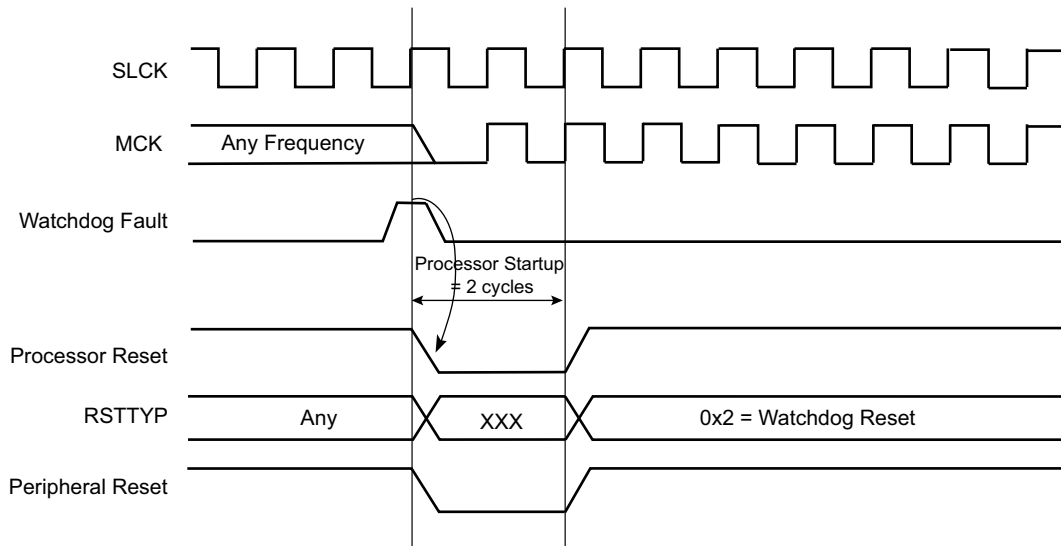 SLCK
MCK
Any Frequency
Watchdog Fault
Processor Startup
= 2 cycles
Processor Reset
RSTTYP
Any
XXX
0x2 = Watchdog Reset
Peripheral Reset